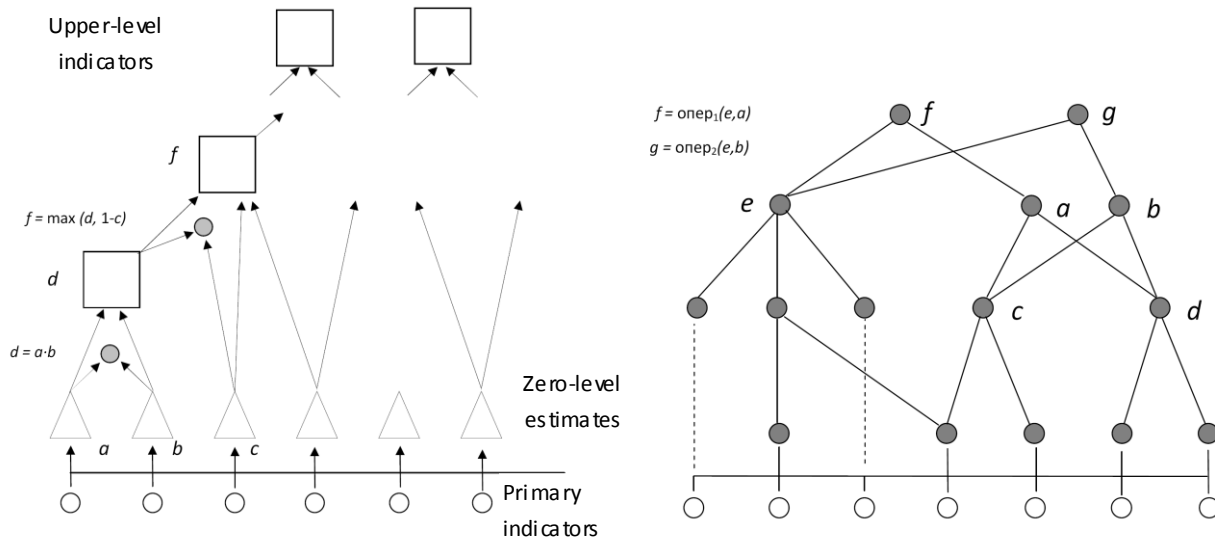 Upper-level
indicators
f
f = max (d, 1-c)
d
d = a·b
a
b
c
Zero-level
estimates
Primary
indicators
f = опер₁(e,a)
g = опер₂(e,b)
f
g
e
a
b
c
d